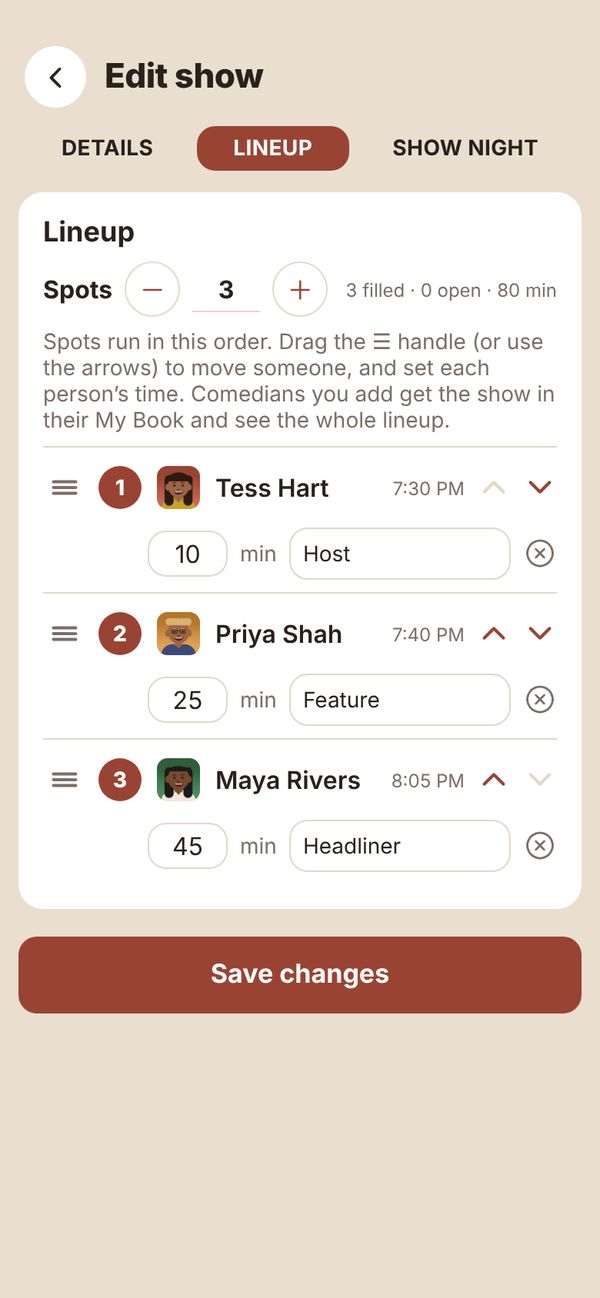 Edit show
DETAILS
LINEUP
SHOW NIGHT
Lineup
Spots
3
3 filled · 0 open · 80 min
Spots run in this order. Drag the ☰ handle (or use
the arrows) to move someone, and set each
person’s time. Comedians you add get the show in
their My Book and see the whole lineup.
1
Tess Hart
7:30 PM
10
min
Host
2
Priya Shah
7:40 PM
25
min
Feature
3
Maya Rivers
8:05 PM
45
min
Headliner
Save changes